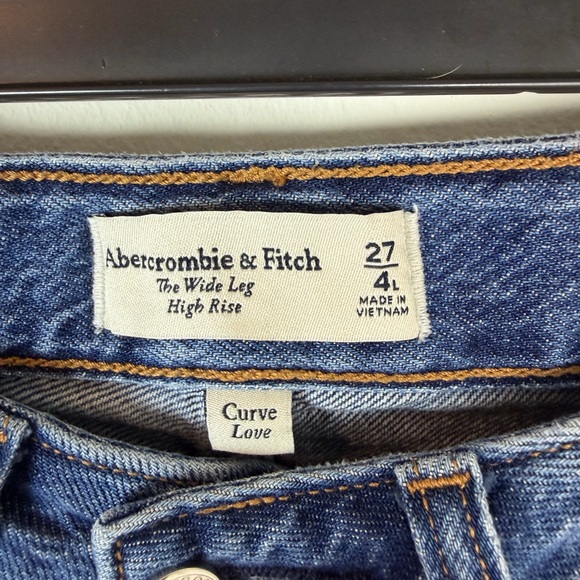 Abercrombie & Fitch
The Wide Leg
High Rise
27
4L
MADE IN
VIETNAM
Curve
Love